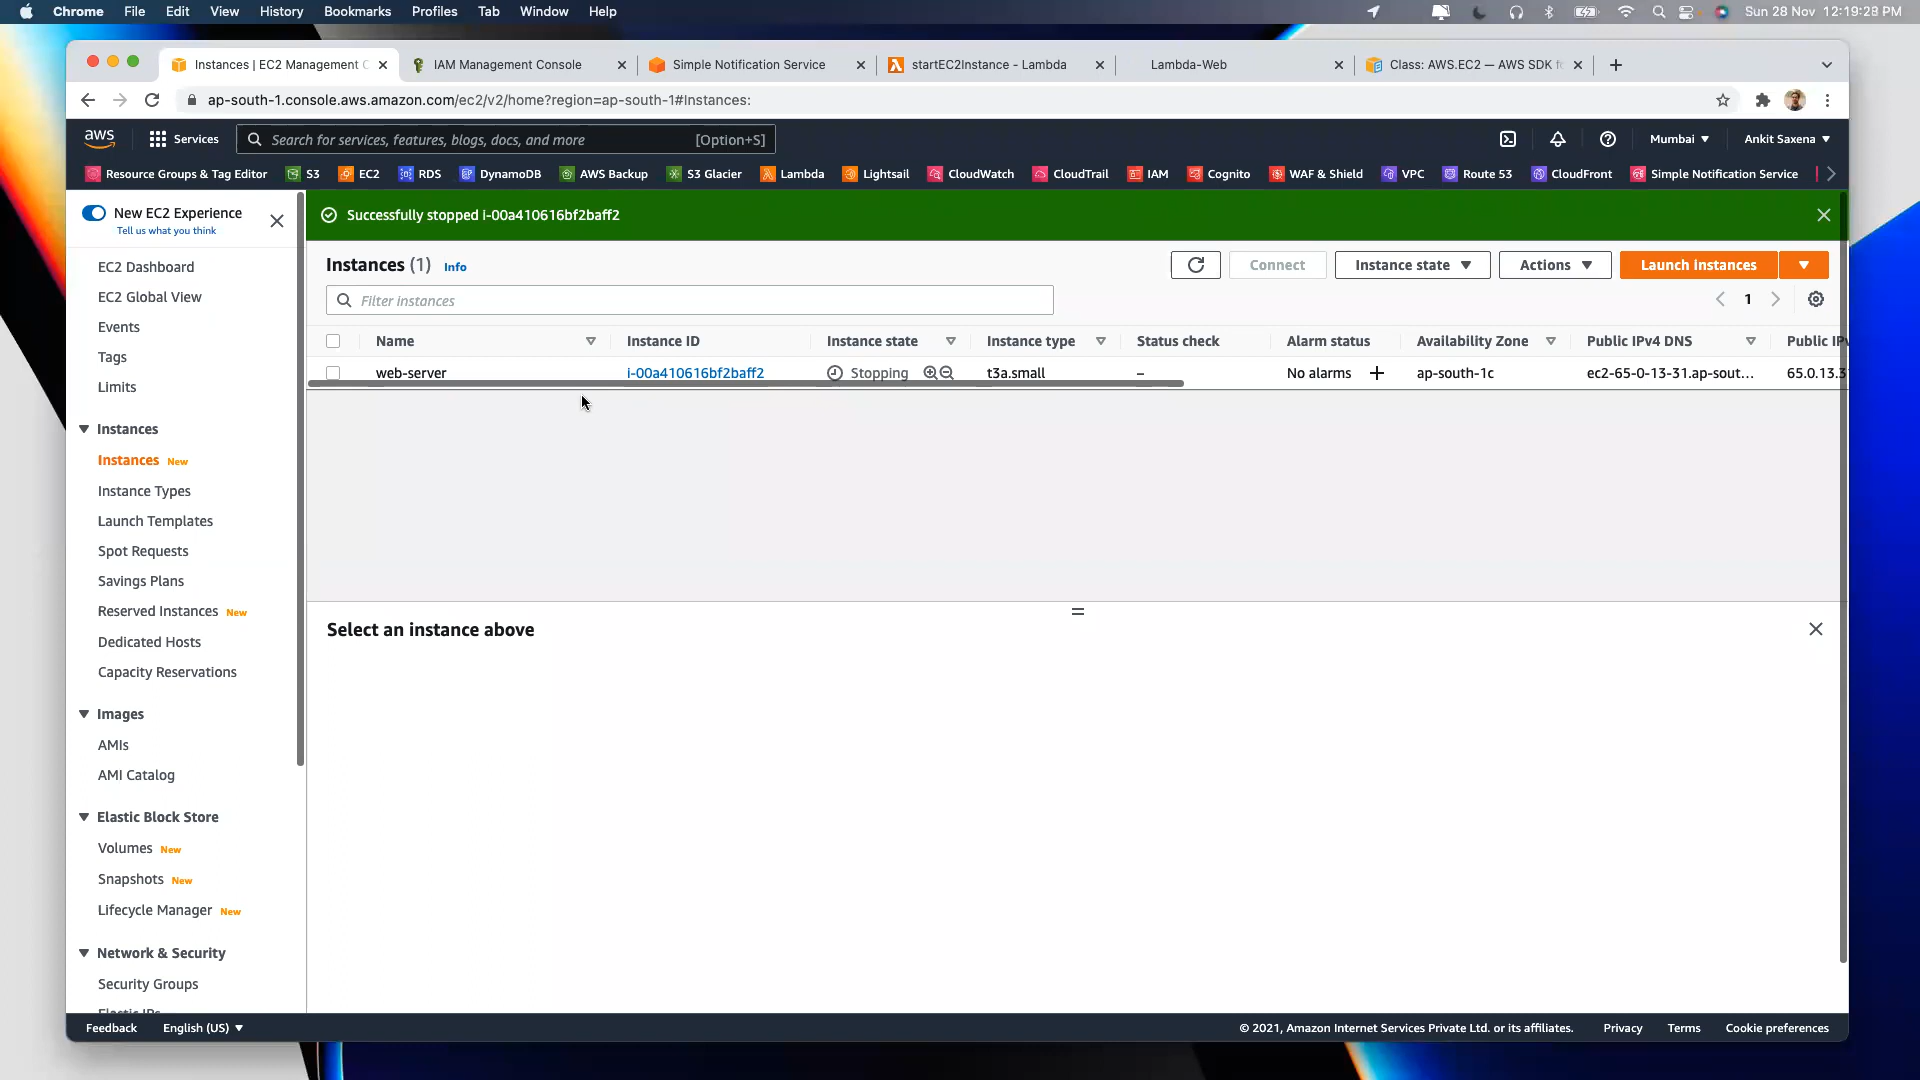 Chrome File Edit View History Bookmarks Profiles Tab Window Help Sun 28 Nov 12:19:28 PM
Instances | EC2 Management C IAM Management Console Simple Notification Service startEC2Instance - Lambda Lambda-Web Class: AWS.EC2 — AWS SDK fo
ap-south-1.console.aws.amazon.com/ec2/v2/home?region=ap-south-1#Instances:
aws Services Search for services, features, blogs, docs, and more [Option+S] Mumbai Ankit Saxena
Resource Groups & Tag Editor S3 EC2 RDS DynamoDB AWS Backup S3 Glacier Lambda Lightsail CloudWatch CloudTrail IAM Cognito WAF & Shield VPC Route 53 CloudFront Simple Notification Service
New EC2 Experience
Tell us what you think
EC2 Dashboard
EC2 Global View
Events
Tags
Limits
Instances
Instances New
Instance Types
Launch Templates
Spot Requests
Savings Plans
Reserved Instances New
Dedicated Hosts
Capacity Reservations
Images
AMIs
AMI Catalog
Elastic Block Store
Volumes New
Snapshots New
Lifecycle Manager New
Network & Security
Security Groups
Elastic IPs
Successfully stopped i-00a410616bf2baff2
Instances (1) Info Connect Instance state Actions Launch instances
Filter instances 1
Name Instance ID Instance state Instance type Status check Alarm status Availability Zone Public IPv4 DNS Public IPv
web-server i-00a410616bf2baff2 Stopping t3a.small – No alarms + ap-south-1c ec2-65-0-13-31.ap-sout... 65.0.13.3
Select an instance above
Feedback English (US) © 2021, Amazon Internet Services Private Ltd. or its affiliates. Privacy Terms Cookie preferences